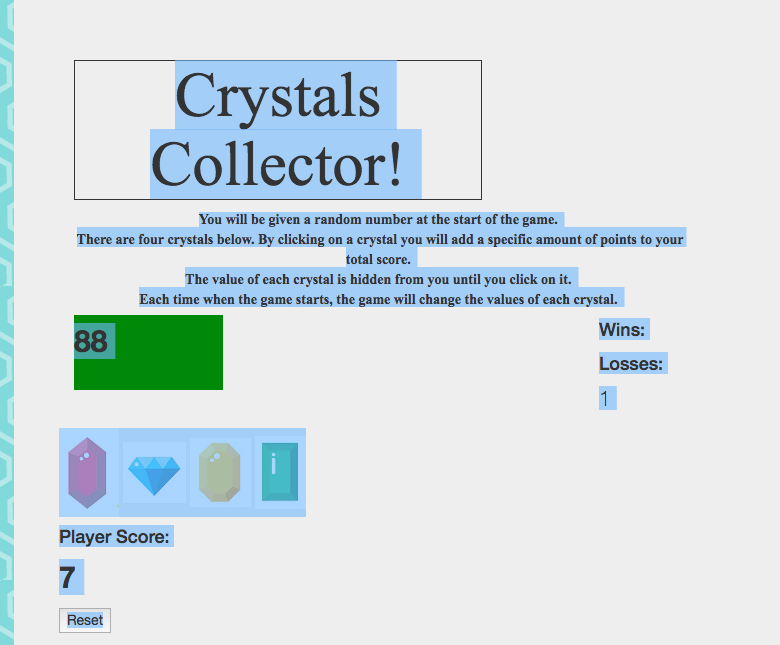 Crystals
Collector!
You will be given a random number at the start of the game.
There are four crystals below. By clicking on a crystal you will add a specific amount of points to your
total score.
The value of each crystal is hidden from you until you click on it.
Each time when the game starts, the game will change the values of each crystal.
88
Wins:
Losses:
1
Player Score:
7
Reset